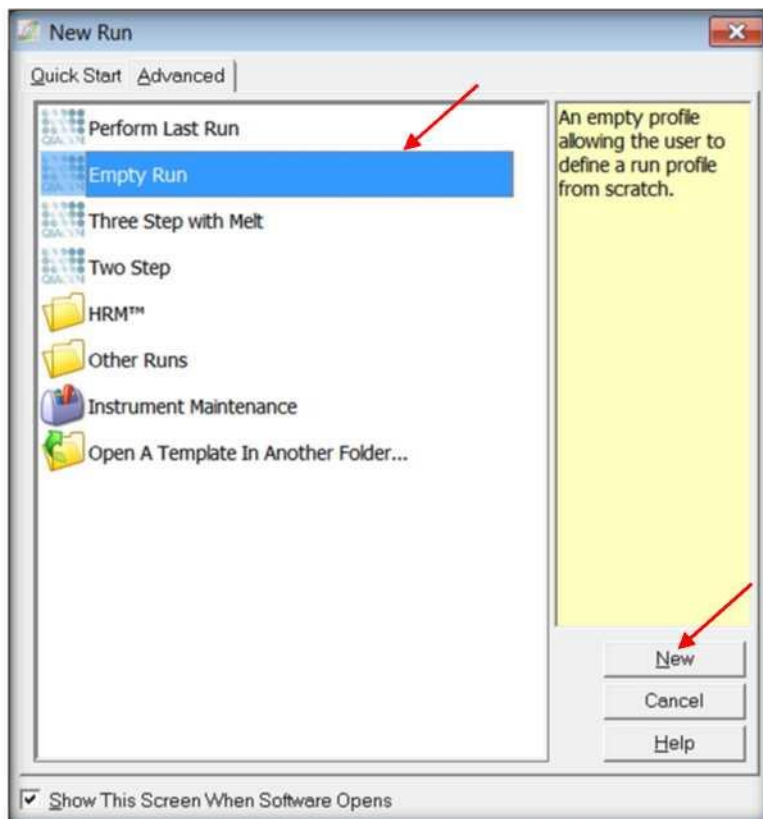 New Run
Quick Start Advanced
Perform Last Run
Empty Run
Three Step with Melt
Two Step
HRM™
Other Runs
Instrument Maintenance
Open A Template In Another Folder...
An empty profile
allowing the user to
define a run profile
from scratch.
New
Cancel
Help
Show This Screen When Software Opens